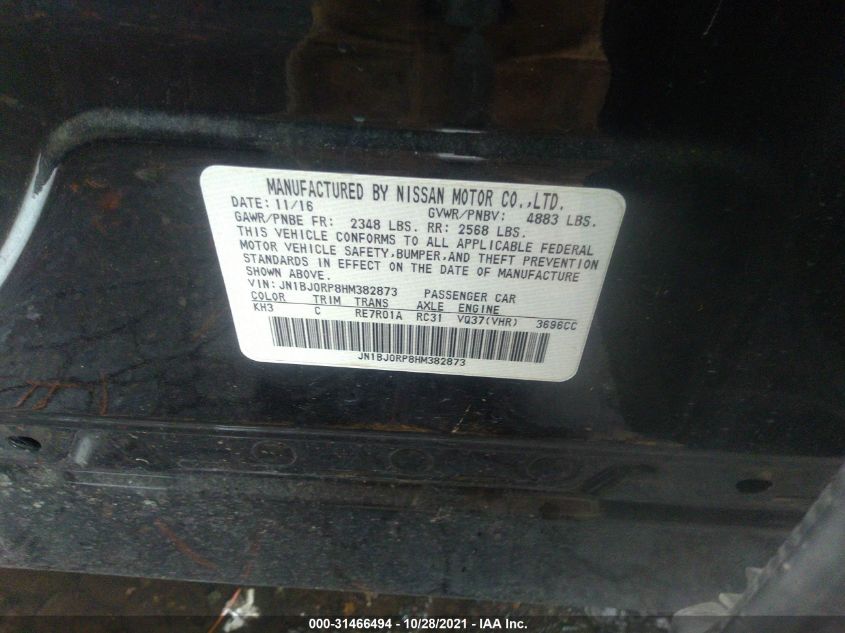 MANUFACTURED BY NISSAN MOTOR CO.,LTD.
DATE: 11/16 GVWR/PNBV: 4883 LBS.
GAWR/PNBE FR: 2348 LBS. RR: 2568 LBS.
THIS VEHICLE CONFORMS TO ALL APPLICABLE FEDERAL
MOTOR VEHICLE SAFETY,BUMPER,AND THEFT PREVENTION
STANDARDS IN EFFECT ON THE DATE OF MANUFACTURE
SHOWN ABOVE.
VIN: JN1BJ0RP8HM382873 PASSENGER CAR
COLOR TRIM TRANS AXLE ENGINE
KH3 C RE7R01A RC31 VQ37(VHR) 3696CC
JN1BJ0RP8HM382873
000-31466494 - 10/28/2021 - IAA Inc.